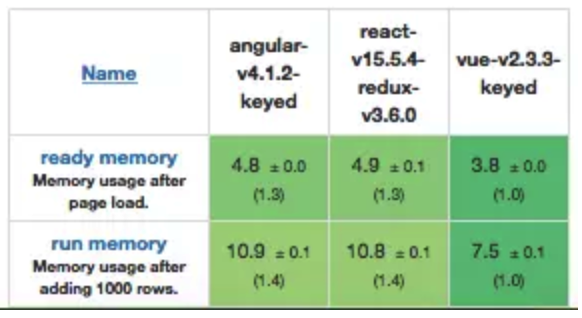 Name
angular-
v4.1.2-
keyed
react-
v15.5.4-
redux-
v3.6.0
vue-v2.3.3-
keyed
ready memory
Memory usage after
page load.
4.8 ± 0.0
(1.3)
4.9 ± 0.1
(1.3)
3.8 ± 0.0
(1.0)
run memory
Memory usage after
adding 1000 rows.
10.9 ± 0.1
(1.4)
10.8 ± 0.1
(1.4)
7.5 ± 0.1
(1.0)